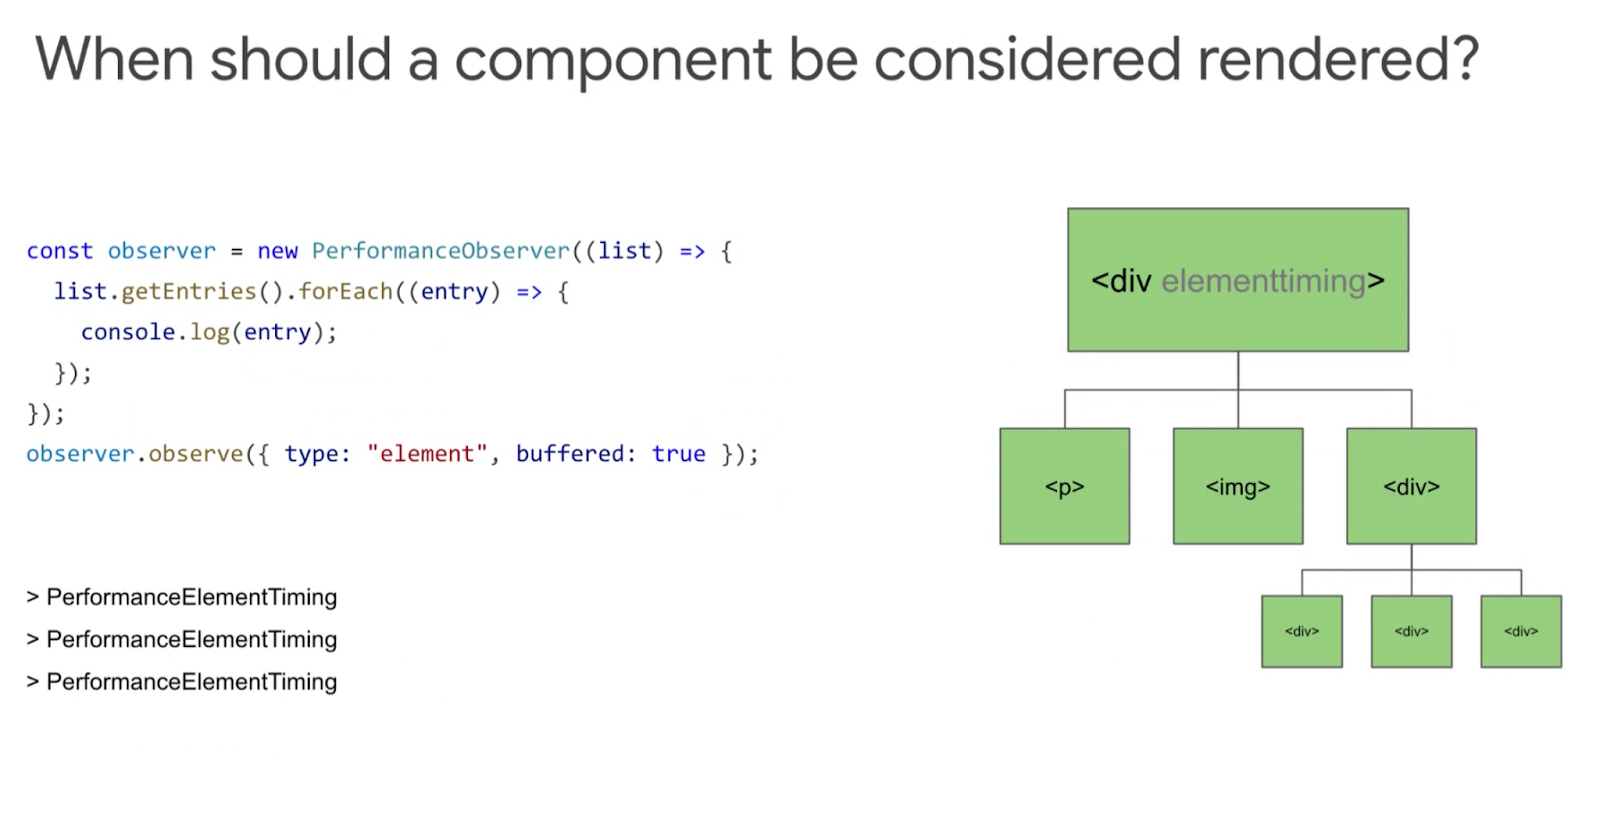 When should a component be considered rendered?
const observer = new PerformanceObserver((list) => {
list.getEntries().forEach((entry) => {
console.log(entry);
});
});
observer.observe({ type: "element", buffered: true });
> PerformanceElementTiming
> PerformanceElementTiming
> PerformanceElementTiming
<div elementtiming>
<p>
<img>
<div>
<div>
<div>
<div>